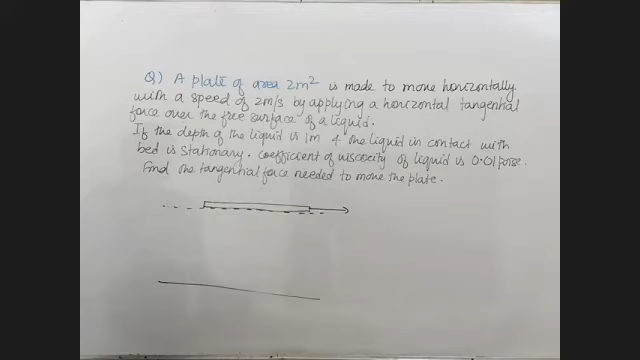 Q) A plate of area 2m² is made to move horizontally
with a speed of 2m/s by applying a horizontal tangential
force over the free surface of a liquid.
If the depth of the liquid is 1m & the liquid in contact with
bed is stationary. coefficient of viscosity of liquid is 0.01 poise.
Find the tangential force needed to move the plate.